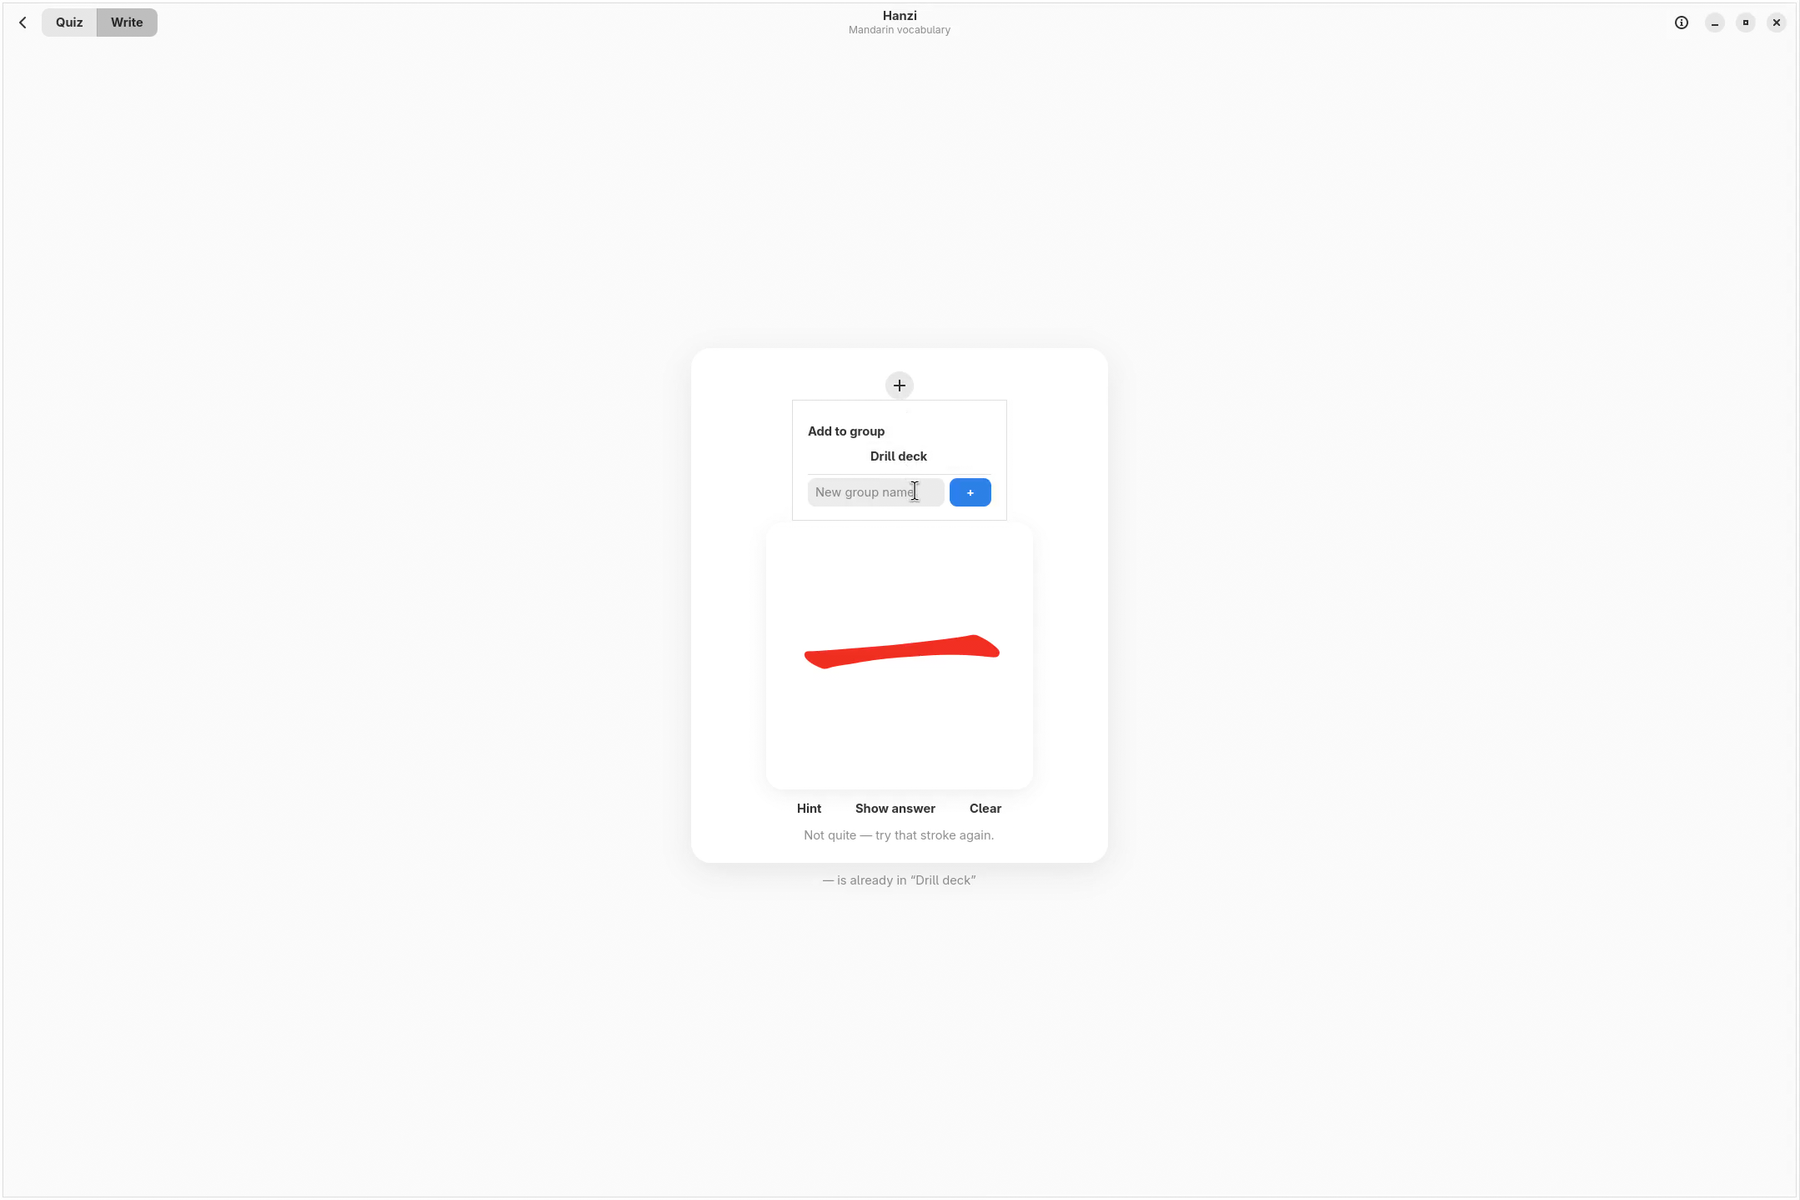 Quiz Write
Hanzi
Mandarin vocabulary
+
Add to group
Drill deck
New group name
+
Hint Show answer Clear
Not quite — try that stroke again.
— is already in “Drill deck”